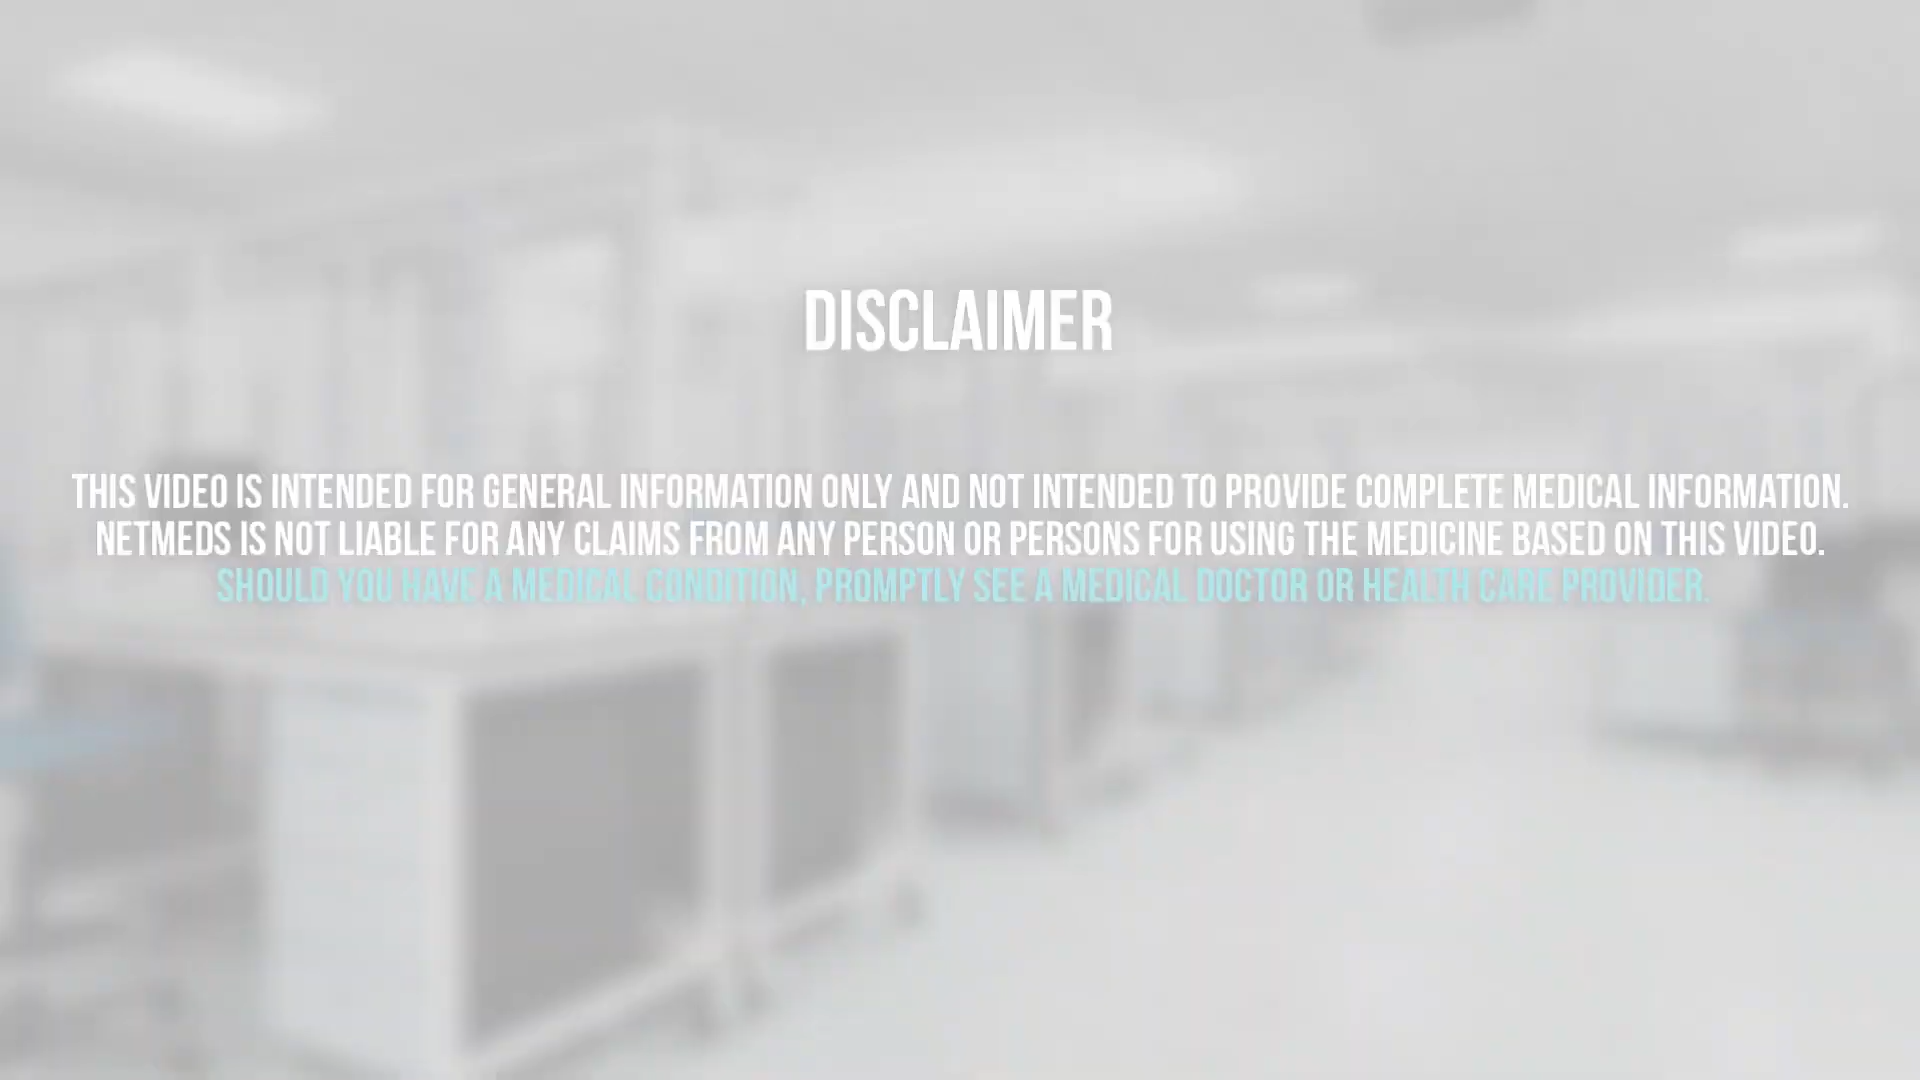 DISCLAIMER
THIS VIDEO IS INTENDED FOR GENERAL INFORMATION ONLY AND NOT INTENDED TO PROVIDE COMPLETE MEDICAL INFORMATION.
NETMEDS IS NOT LIABLE FOR ANY CLAIMS FROM ANY PERSON OR PERSONS FOR USING THE MEDICINE BASED ON THIS VIDEO.
SHOULD YOU HAVE A MEDICAL CONDITION, PROMPTLY SEE A MEDICAL DOCTOR OR HEALTH CARE PROVIDER.